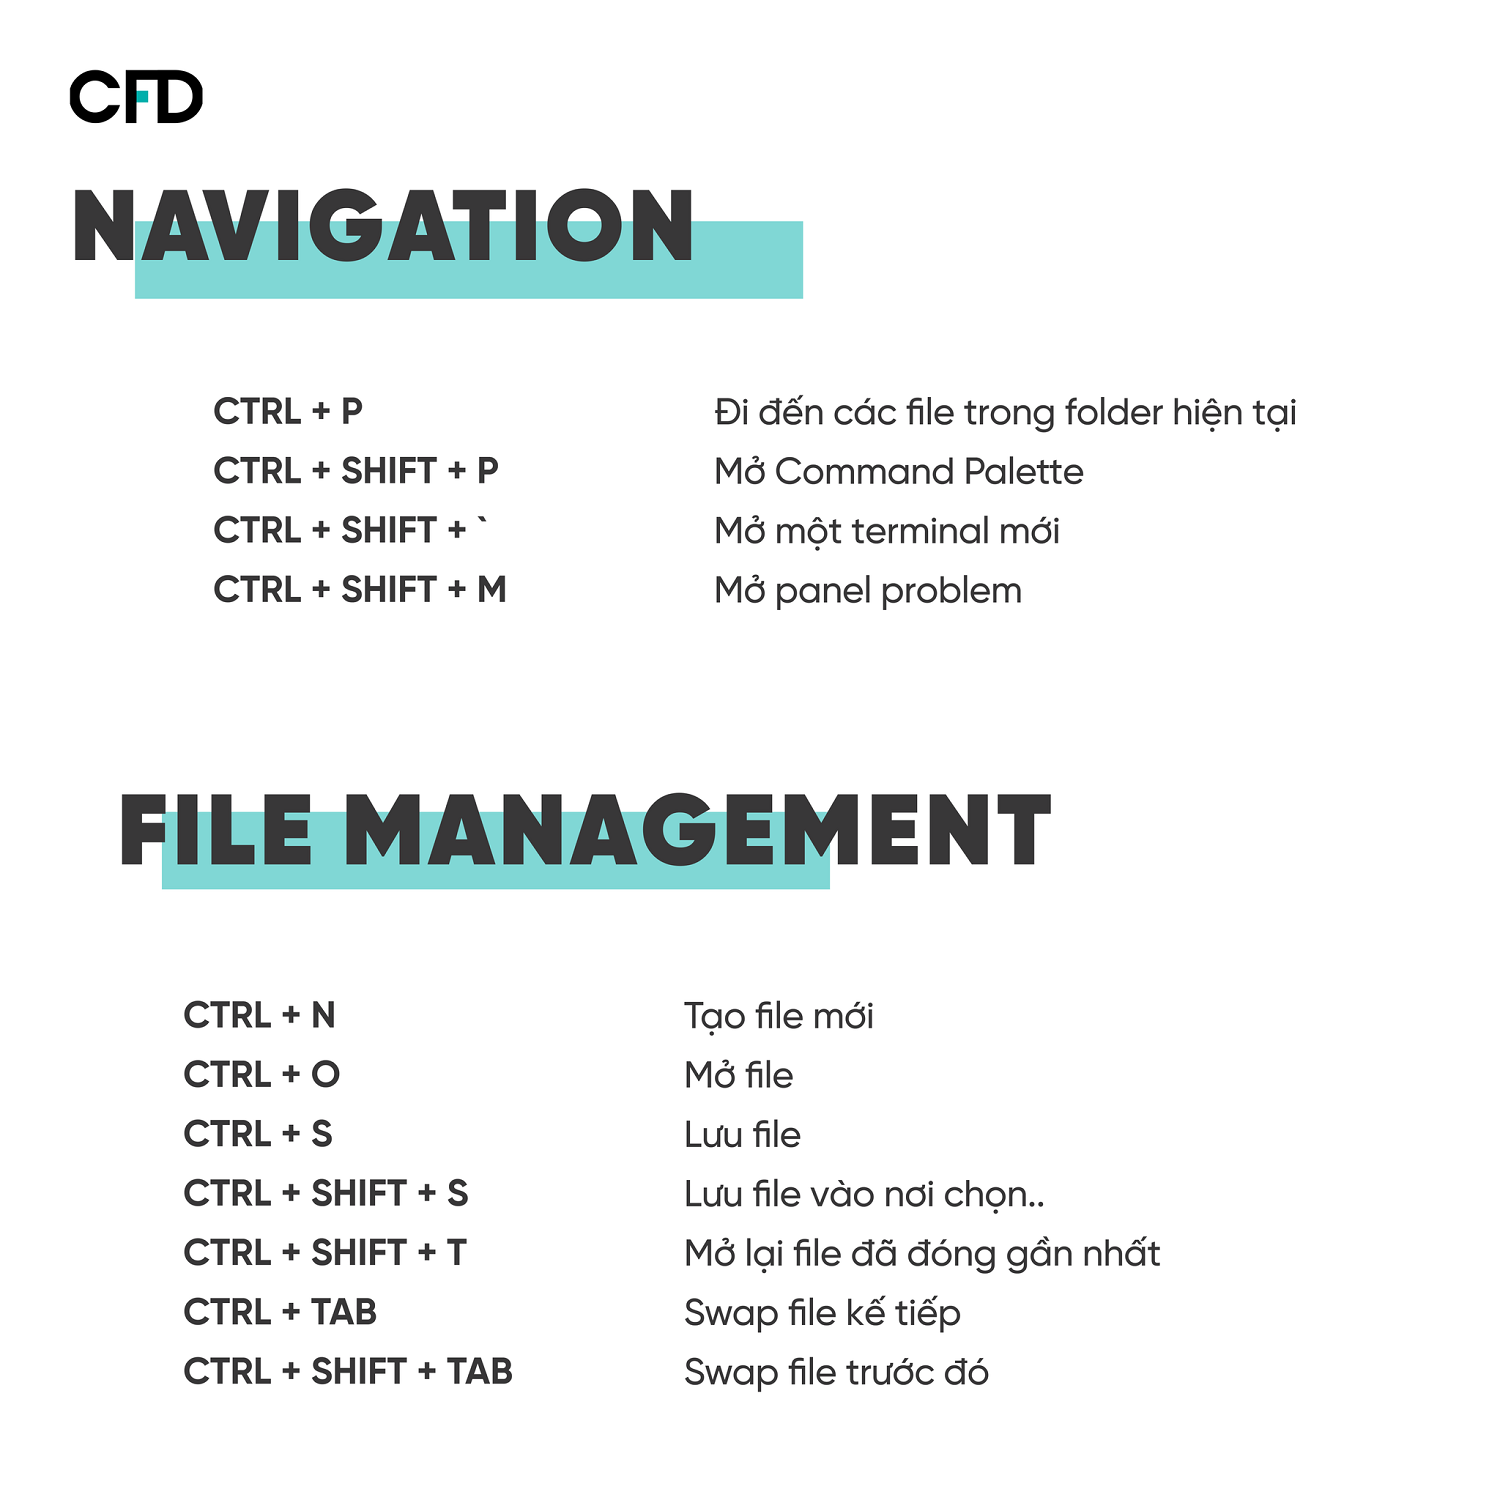 CFD
NAVIGATION
CTRL + P Đi đến các file trong folder hiện tại
CTRL + SHIFT + P Mở Command Palette
CTRL + SHIFT + ` Mở một terminal mới
CTRL + SHIFT + M Mở panel problem
FILE MANAGEMENT
CTRL + N Tạo file mới
CTRL + O Mở file
CTRL + S Lưu file
CTRL + SHIFT + S Lưu file vào nơi chọn..
CTRL + SHIFT + T Mở lại file đã đóng gần nhất
CTRL + TAB Swap file kế tiếp
CTRL + SHIFT + TAB Swap file trước đó